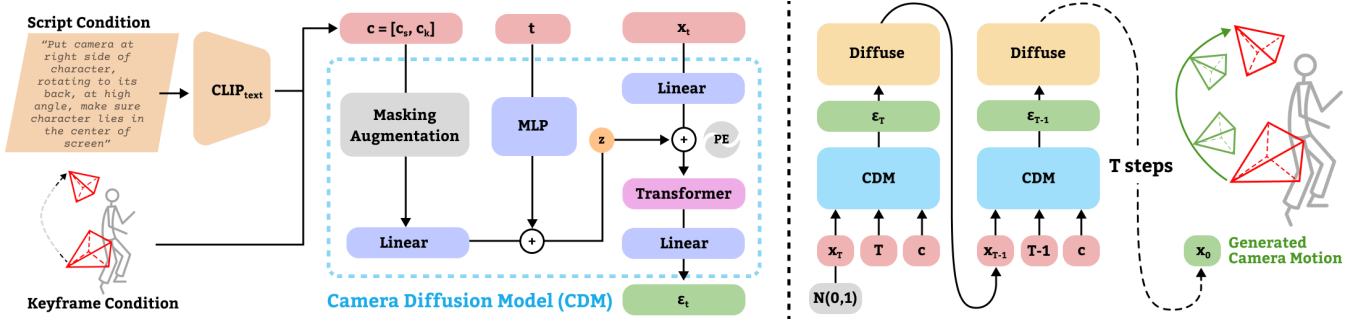 Script Condition
“Put camera at
right side of
character,
rotating to its
back, at high
angle, make sure
character lies in
the center of
screen”
CLIPtext
Keyframe Condition
c = [cs, ck]
t
xt
Masking
Augmentation
MLP
Linear
z
+
PE
Transformer
Linear
+
Linear
εt
Camera Diffusion Model (CDM)
Diffuse
εT
CDM
xT
T
c
N(0,1)
Diffuse
εT-1
CDM
xT-1
T-1
c
T steps
x0
Generated
Camera Motion